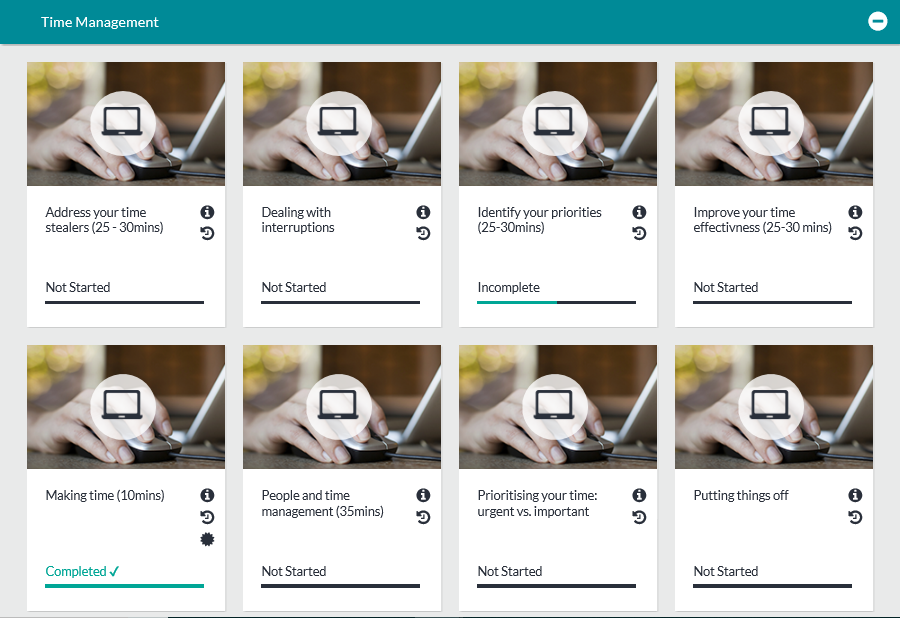 Time Management
Address your time
stealers (25 - 30mins)
Not Started
Dealing with
interruptions
Not Started
Identify your priorities
(25-30mins)
Incomplete
Improve your time
effectivness (25-30 mins)
Not Started
Making time (10mins)
Completed ✓
People and time
management (35mins)
Not Started
Prioritising your time:
urgent vs. important
Not Started
Putting things off
Not Started